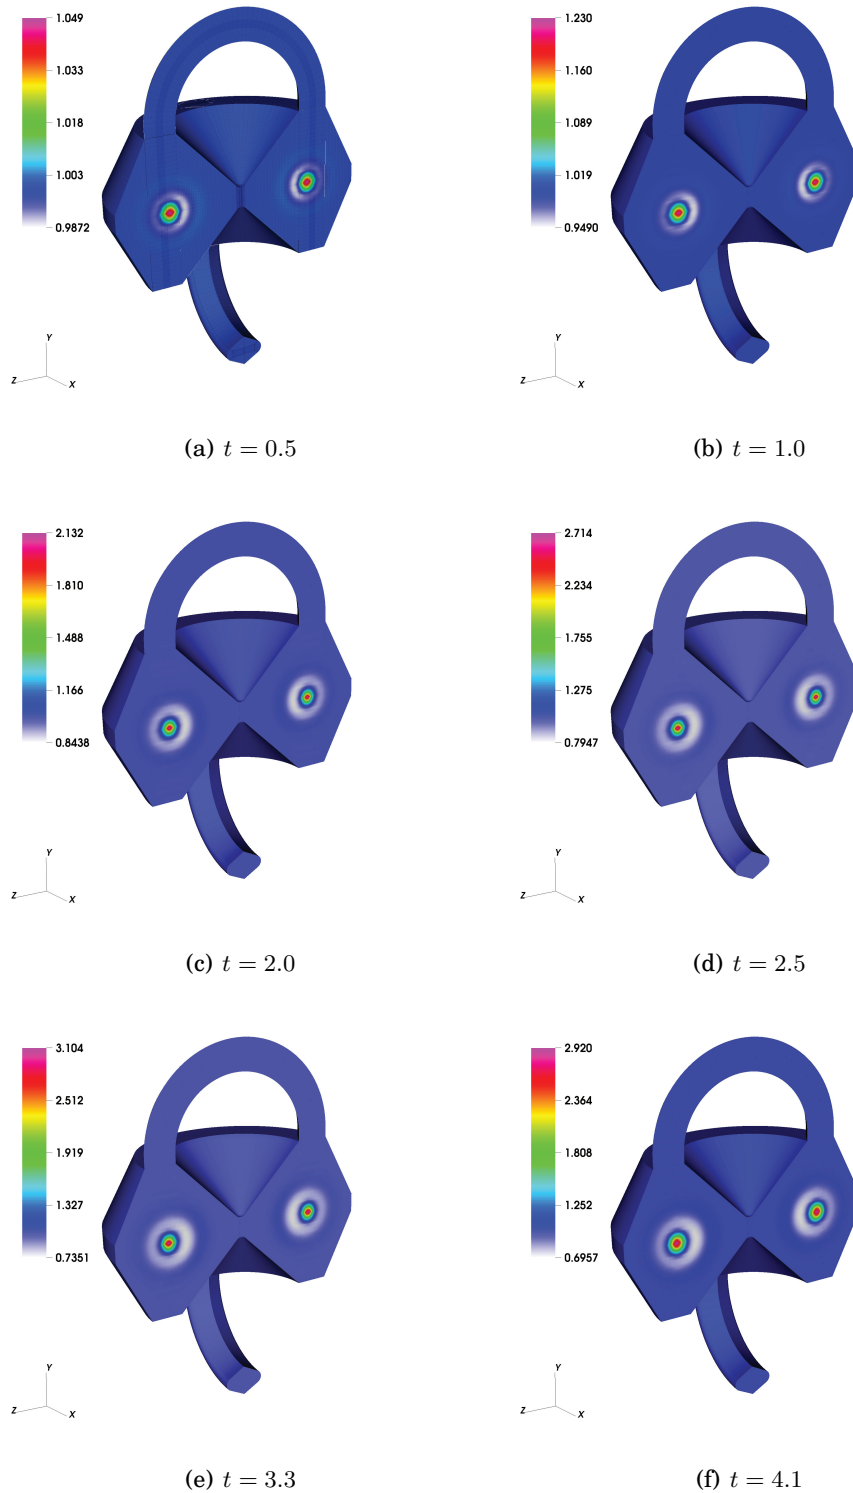 1.049
1.033
1.018
1.003
0.9872
Y
Z
X
(a) t = 0.5
1.230
1.160
1.089
1.019
0.9490
Y
Z
X
(b) t = 1.0
2.132
1.810
1.488
1.166
0.8438
Y
Z
X
(c) t = 2.0
2.714
2.234
1.755
1.275
0.7947
Y
Z
X
(d) t = 2.5
3.104
2.512
1.919
1.327
0.7351
Y
Z
X
(e) t = 3.3
2.920
2.364
1.808
1.252
0.6957
Y
Z
X
(f) t = 4.1